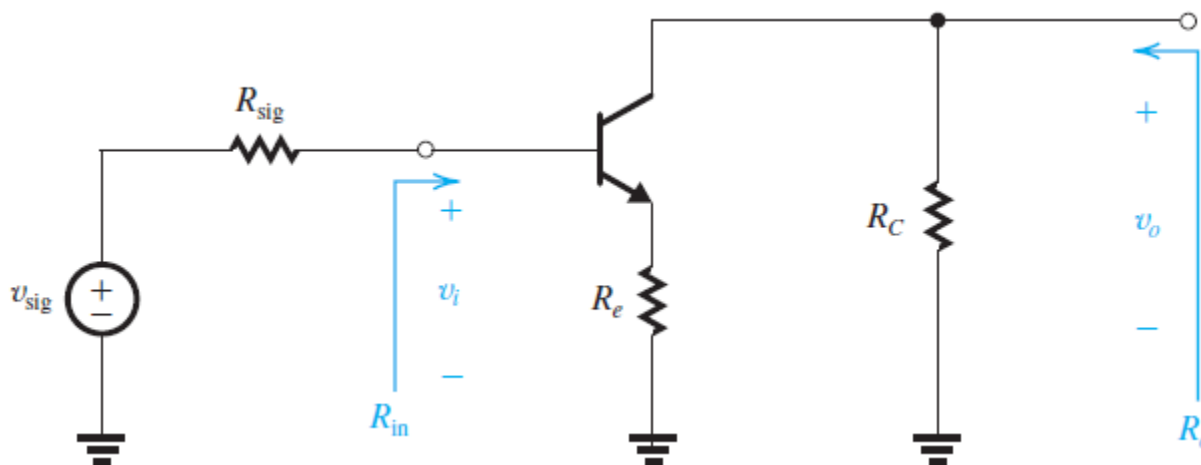 R_sig
v_sig
+
−
R_in
+
v_i
−
R_e
R_C
+
v_o
−